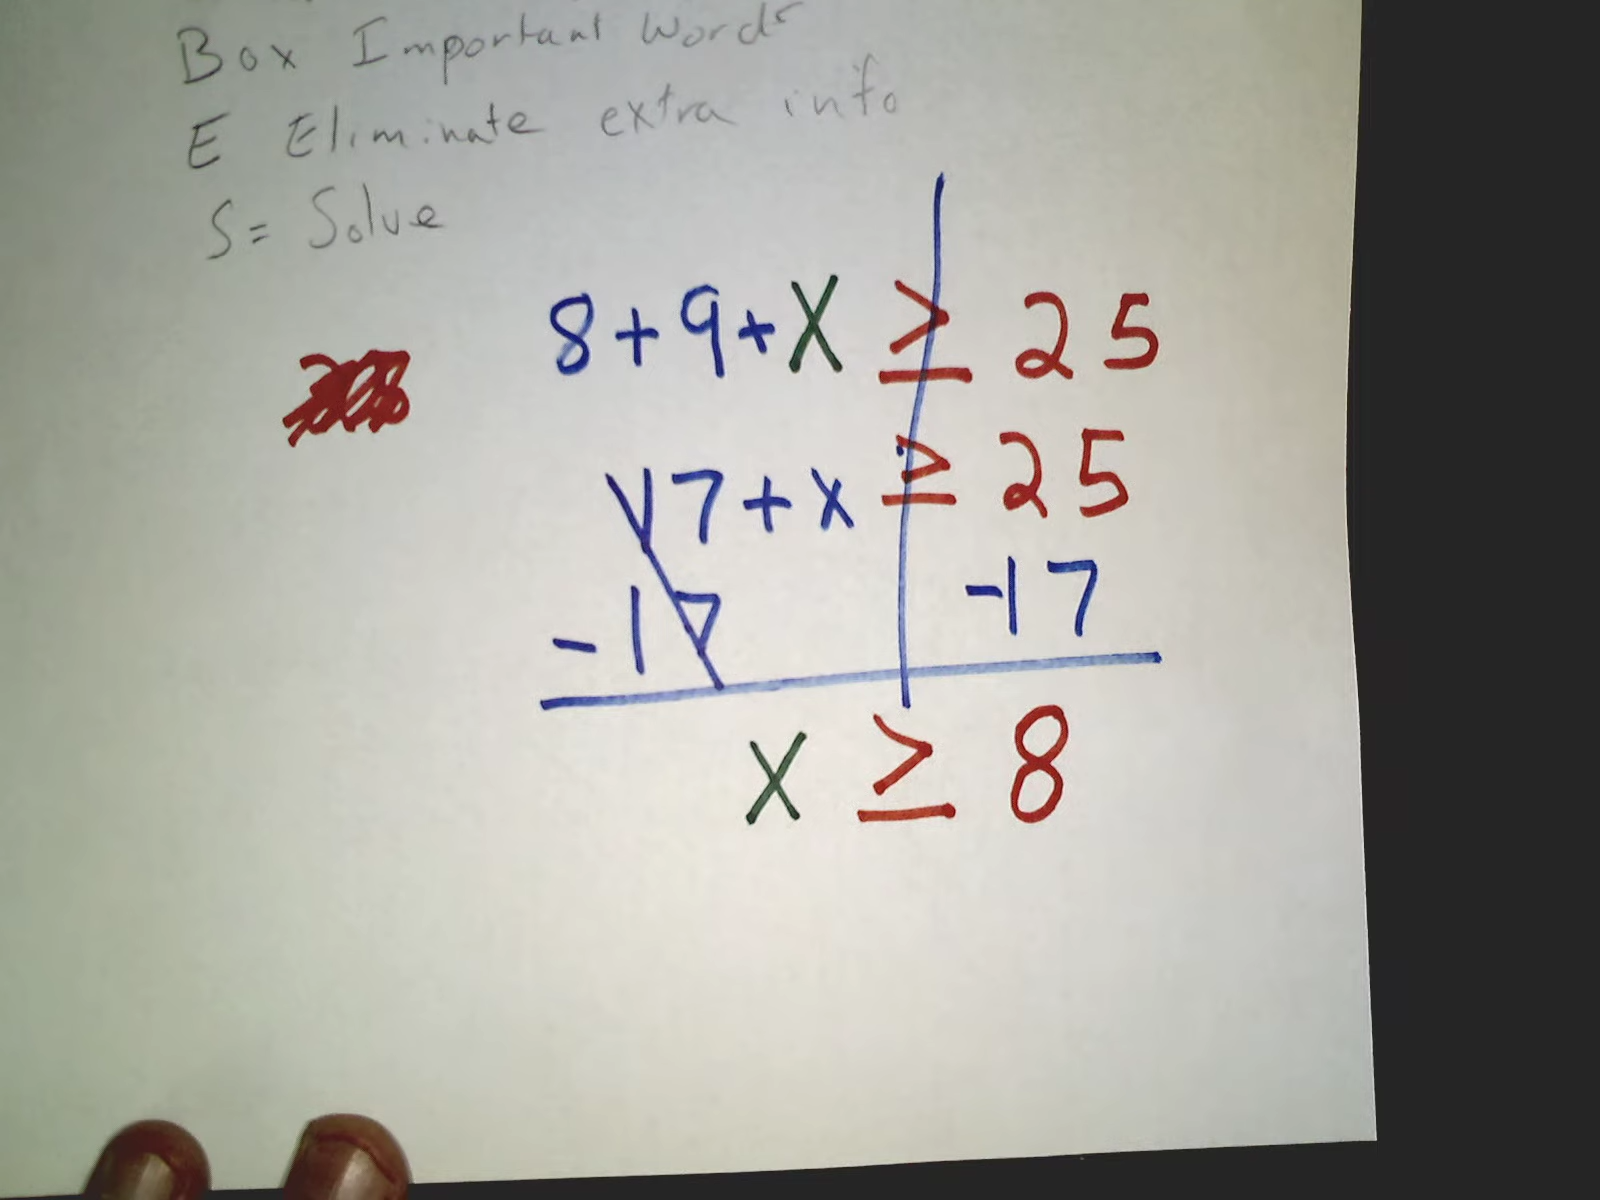 Box Important Words
E Eliminate extra info
S= Solve
8+9+X ≥ 25
17+x ≥ 25
-17 -17
X ≥ 8